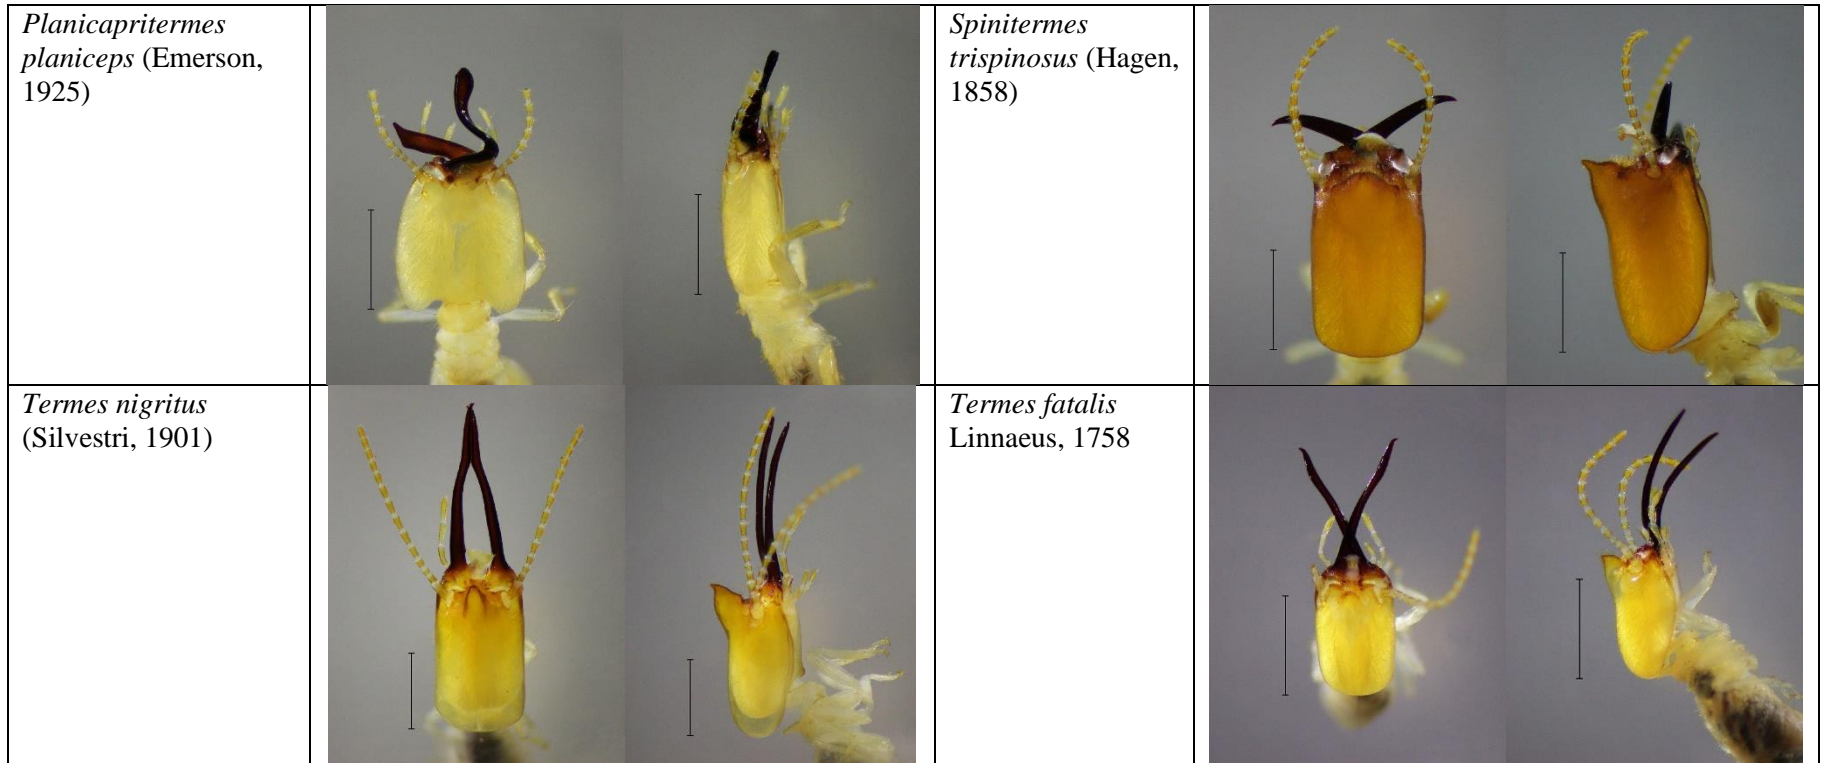 Planicapritermes
planiceps (Emerson,
1925)
Spinitermes
trispinosus (Hagen,
1858)
Termes nigritus
(Silvestri, 1901)
Termes fatalis
Linnaeus, 1758